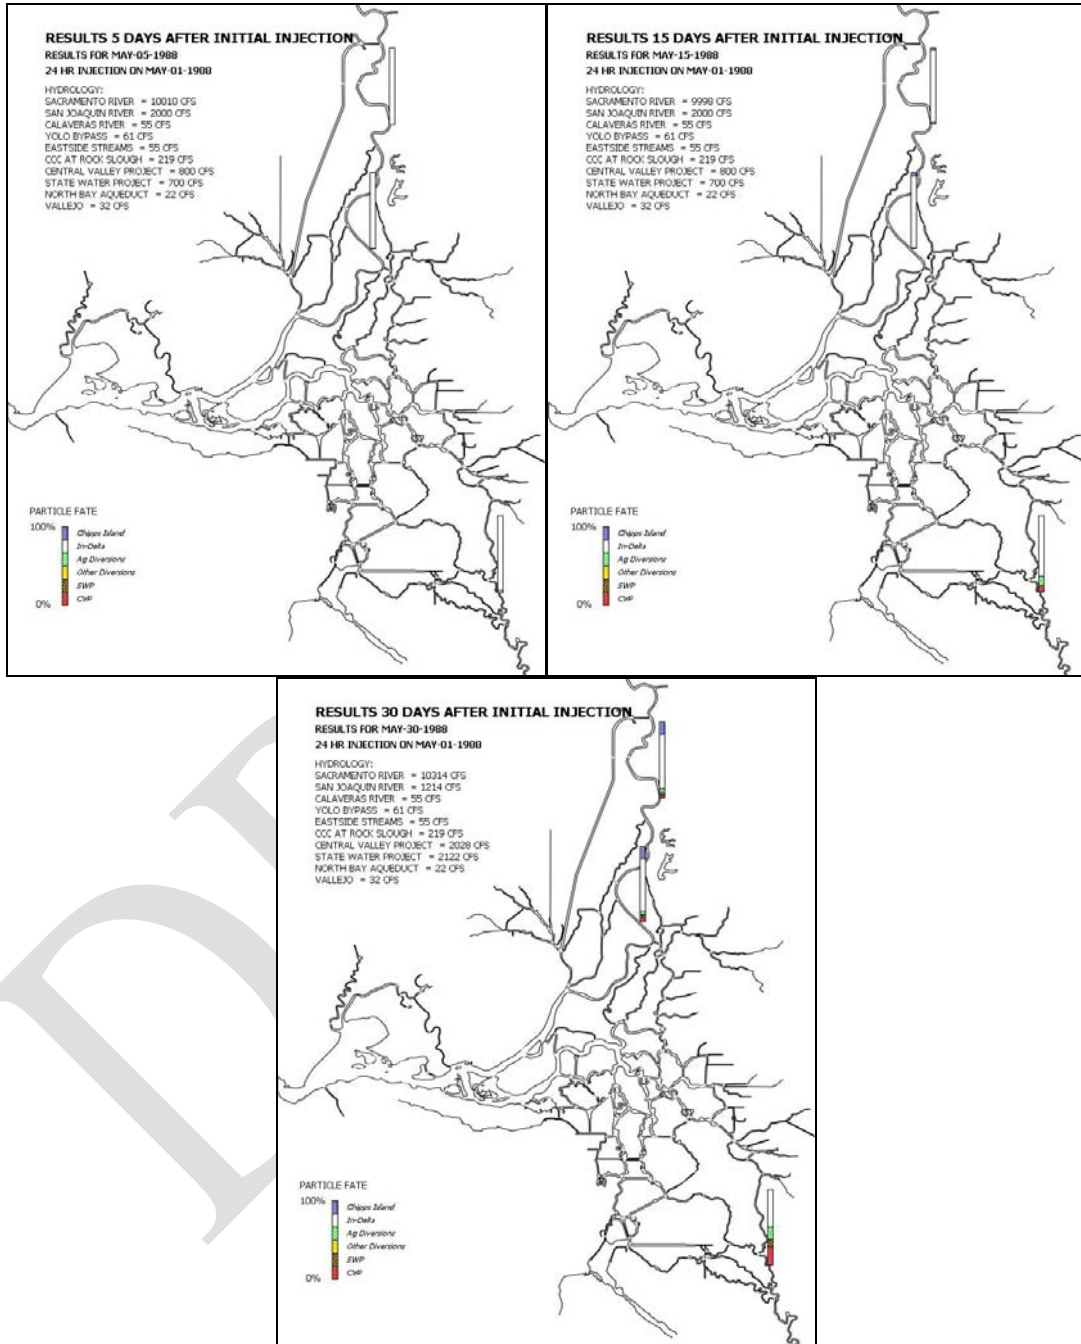 RESULTS 5 DAYS AFTER INITIAL INJECTION
RESULTS FOR MAY-05-1988
24 HR INJECTION ON MAY-01-1988
HYDROLOGY:
SACRAMENTO RIVER = 10010 CFS
SAN JOAQUIN RIVER = 2000 CFS
CALAVERAS RIVER = 55 CFS
YOLO BYPASS = 61 CFS
EASTSIDE STREAMS = 55 CFS
CCC AT ROCK SLOUGH = 219 CFS
CENTRAL VALLEY PROJECT = 800 CFS
STATE WATER PROJECT = 700 CFS
NORTH BAY AQUEDUCT = 22 CFS
VALLEJO = 32 CFS
PARTICLE FATE
100%
Chipps Island
In-Delta
Ag Diversions
Other Diversions
SWP
CVP
0%
RESULTS 15 DAYS AFTER INITIAL INJECTION
RESULTS FOR MAY-15-1988
24 HR INJECTION ON MAY-01-1988
HYDROLOGY:
SACRAMENTO RIVER = 9998 CFS
SAN JOAQUIN RIVER = 2000 CFS
CALAVERAS RIVER = 55 CFS
YOLO BYPASS = 61 CFS
EASTSIDE STREAMS = 55 CFS
CCC AT ROCK SLOUGH = 219 CFS
CENTRAL VALLEY PROJECT = 800 CFS
STATE WATER PROJECT = 700 CFS
NORTH BAY AQUEDUCT = 22 CFS
VALLEJO = 32 CFS
PARTICLE FATE
100%
Chipps Island
In-Delta
Ag Diversions
Other Diversions
SWP
CVP
0%
RESULTS 30 DAYS AFTER INITIAL INJECTION
RESULTS FOR MAY-30-1988
24 HR INJECTION ON MAY-01-1988
HYDROLOGY:
SACRAMENTO RIVER = 10314 CFS
SAN JOAQUIN RIVER = 1214 CFS
CALAVERAS RIVER = 55 CFS
YOLO BYPASS = 61 CFS
EASTSIDE STREAMS = 55 CFS
CCC AT ROCK SLOUGH = 219 CFS
CENTRAL VALLEY PROJECT = 2028 CFS
STATE WATER PROJECT = 2122 CFS
NORTH BAY AQUEDUCT = 22 CFS
VALLEJO = 32 CFS
PARTICLE FATE
100%
Chipps Island
In-Delta
Ag Diversions
Other Diversions
SWP
CVP
0%